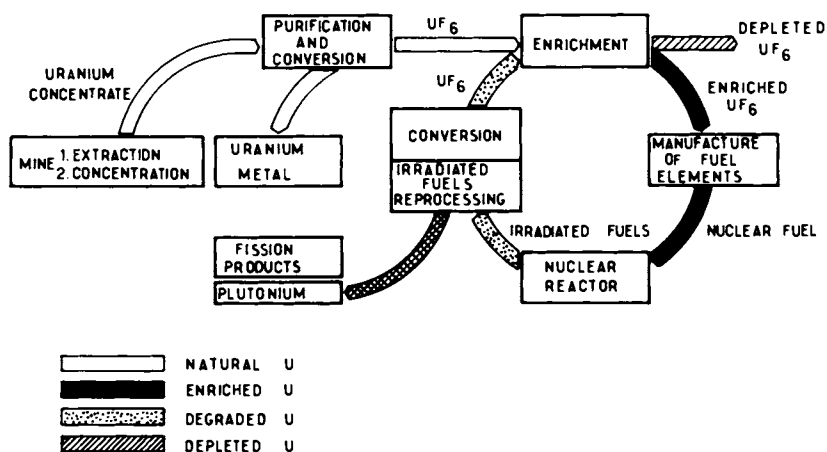 PURIFICATION
AND
CONVERSION
UF6
ENRICHMENT
DEPLETED
UF6
URANIUM
CONCENTRATE
UF6
ENRICHED
UF6
MINE 1. EXTRACTION
2. CONCENTRATION
URANIUM
METAL
CONVERSION
IRRADIATED
FUELS
REPROCESSING
MANUFACTURE
OF FUEL
ELEMENTS
IRRADIATED FUELS
NUCLEAR FUEL
FISSION
PRODUCTS
PLUTONIUM
NUCLEAR
REACTOR
NATURAL U
ENRICHED U
DEGRADED U
DEPLETED U